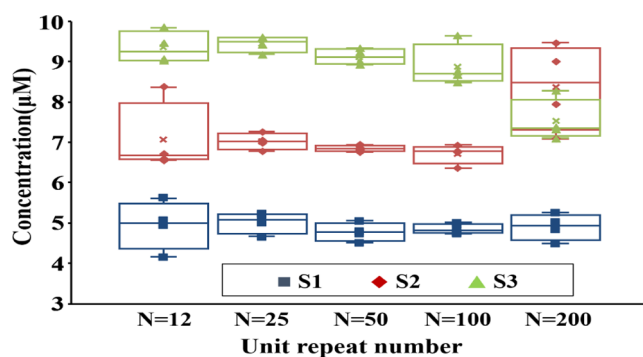 Concentration(μM)
10
9
8
7
6
5
4
3
S1 S2 S3
N=12 N=25 N=50 N=100 N=200
Unit repeat number